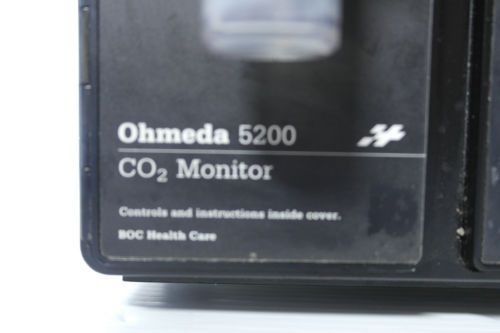 Ohmeda 5200
CO₂ Monitor
Controls and instructions inside cover.
BOC Health Care